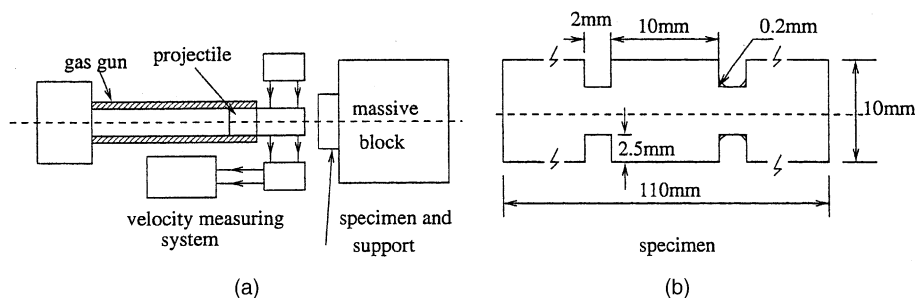 gas gun
projectile
massive
block
velocity measuring
system
specimen and
support
(a)
2mm
10mm
0.2mm
10mm
2.5mm
110mm
specimen
(b)